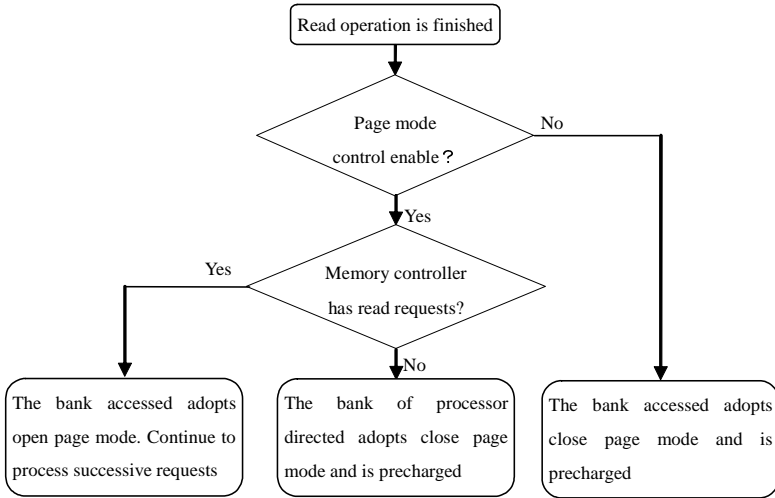 Read operation is finished
Page mode
control enable？
No
Yes
Yes
Memory controller
has read requests?
No
The bank accessed adopts
open page mode. Continue to
process successive requests
The bank of processor
directed adopts close page
mode and is precharged
The bank accessed adopts
close page mode and is
precharged